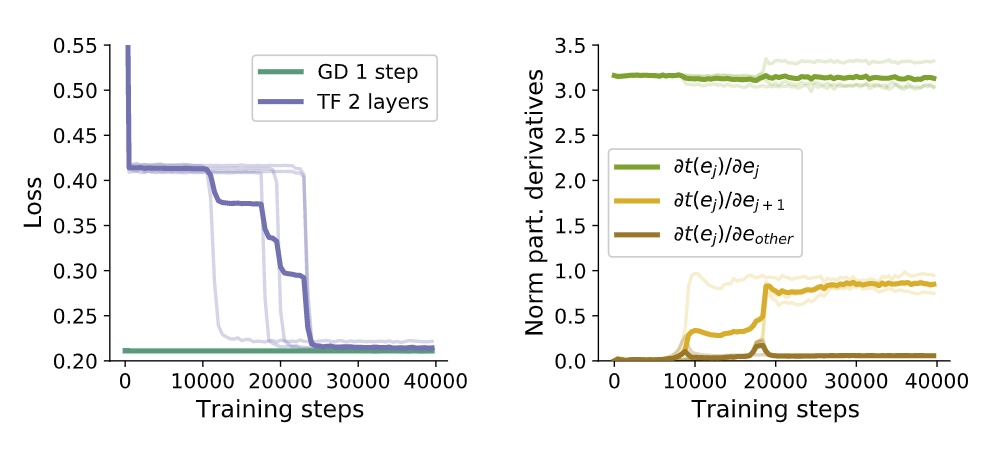 0.55
0.50
0.45
0.40
0.35
0.30
0.25
0.20
Loss
GD 1 step
TF 2 layers
0 10000 20000 30000 40000
Training steps
3.5
3.0
2.5
2.0
1.5
1.0
0.5
0.0
Norm part. derivatives
∂t(e_j)/∂e_j
∂t(e_j)/∂e_{j+1}
∂t(e_j)/∂e_{other}
0 10000 20000 30000 40000
Training steps